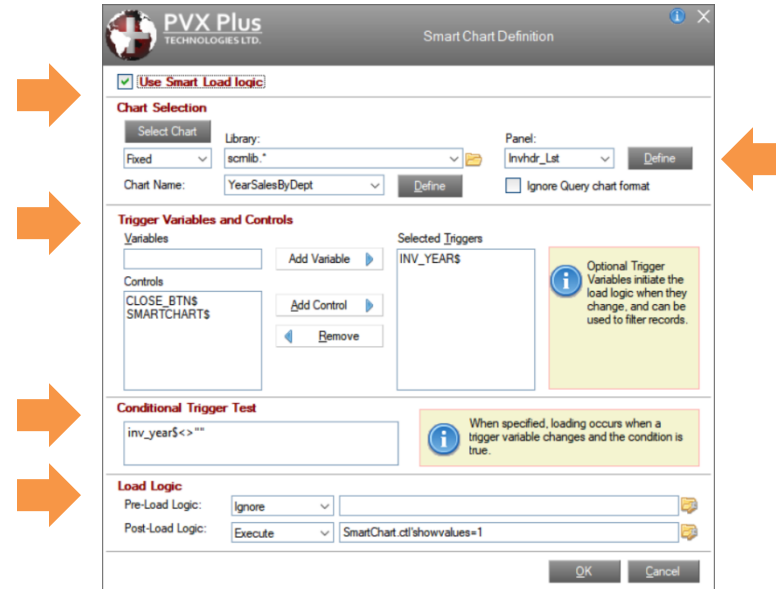 PVX Plus
TECHNOLOGIES LTD.
Smart Chart Definition
Use Smart Load logic
Chart Selection
Select Chart
Library:
Panel:
Fixed
scmlib.*
Invhdr_Lst
Define
Chart Name:
YearSalesByDept
Define
Ignore Query chart format
Trigger Variables and Controls
Variables
Selected Triggers
Add Variable
INV_YEAR$
Controls
CLOSE_BTN$
SMARTCHART$
Add Control
Remove
Optional Trigger
Variables initiate the
load logic when they
change, and can be
used to filter records.
Conditional Trigger Test
inv_year$<>""
When specified, loading occurs when a
trigger variable changes and the condition is
true.
Load Logic
Pre-Load Logic:
Ignore
Post-Load Logic:
Execute
SmartChart.ctl'showvalues=1
OK
Cancel